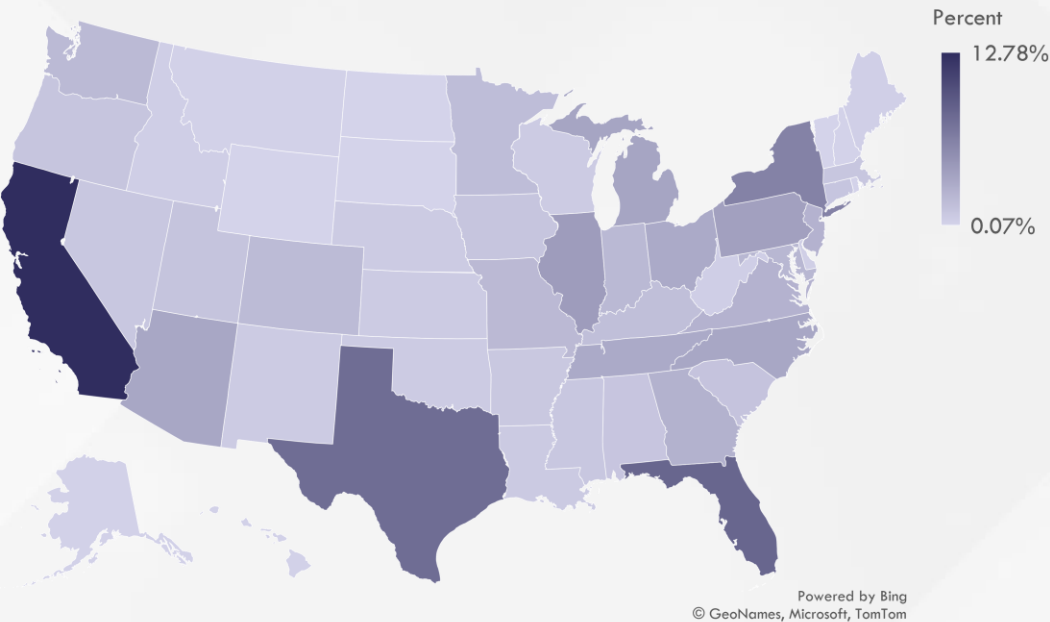 Percent
12.78%
0.07%
Powered by Bing
© GeoNames, Microsoft, TomTom